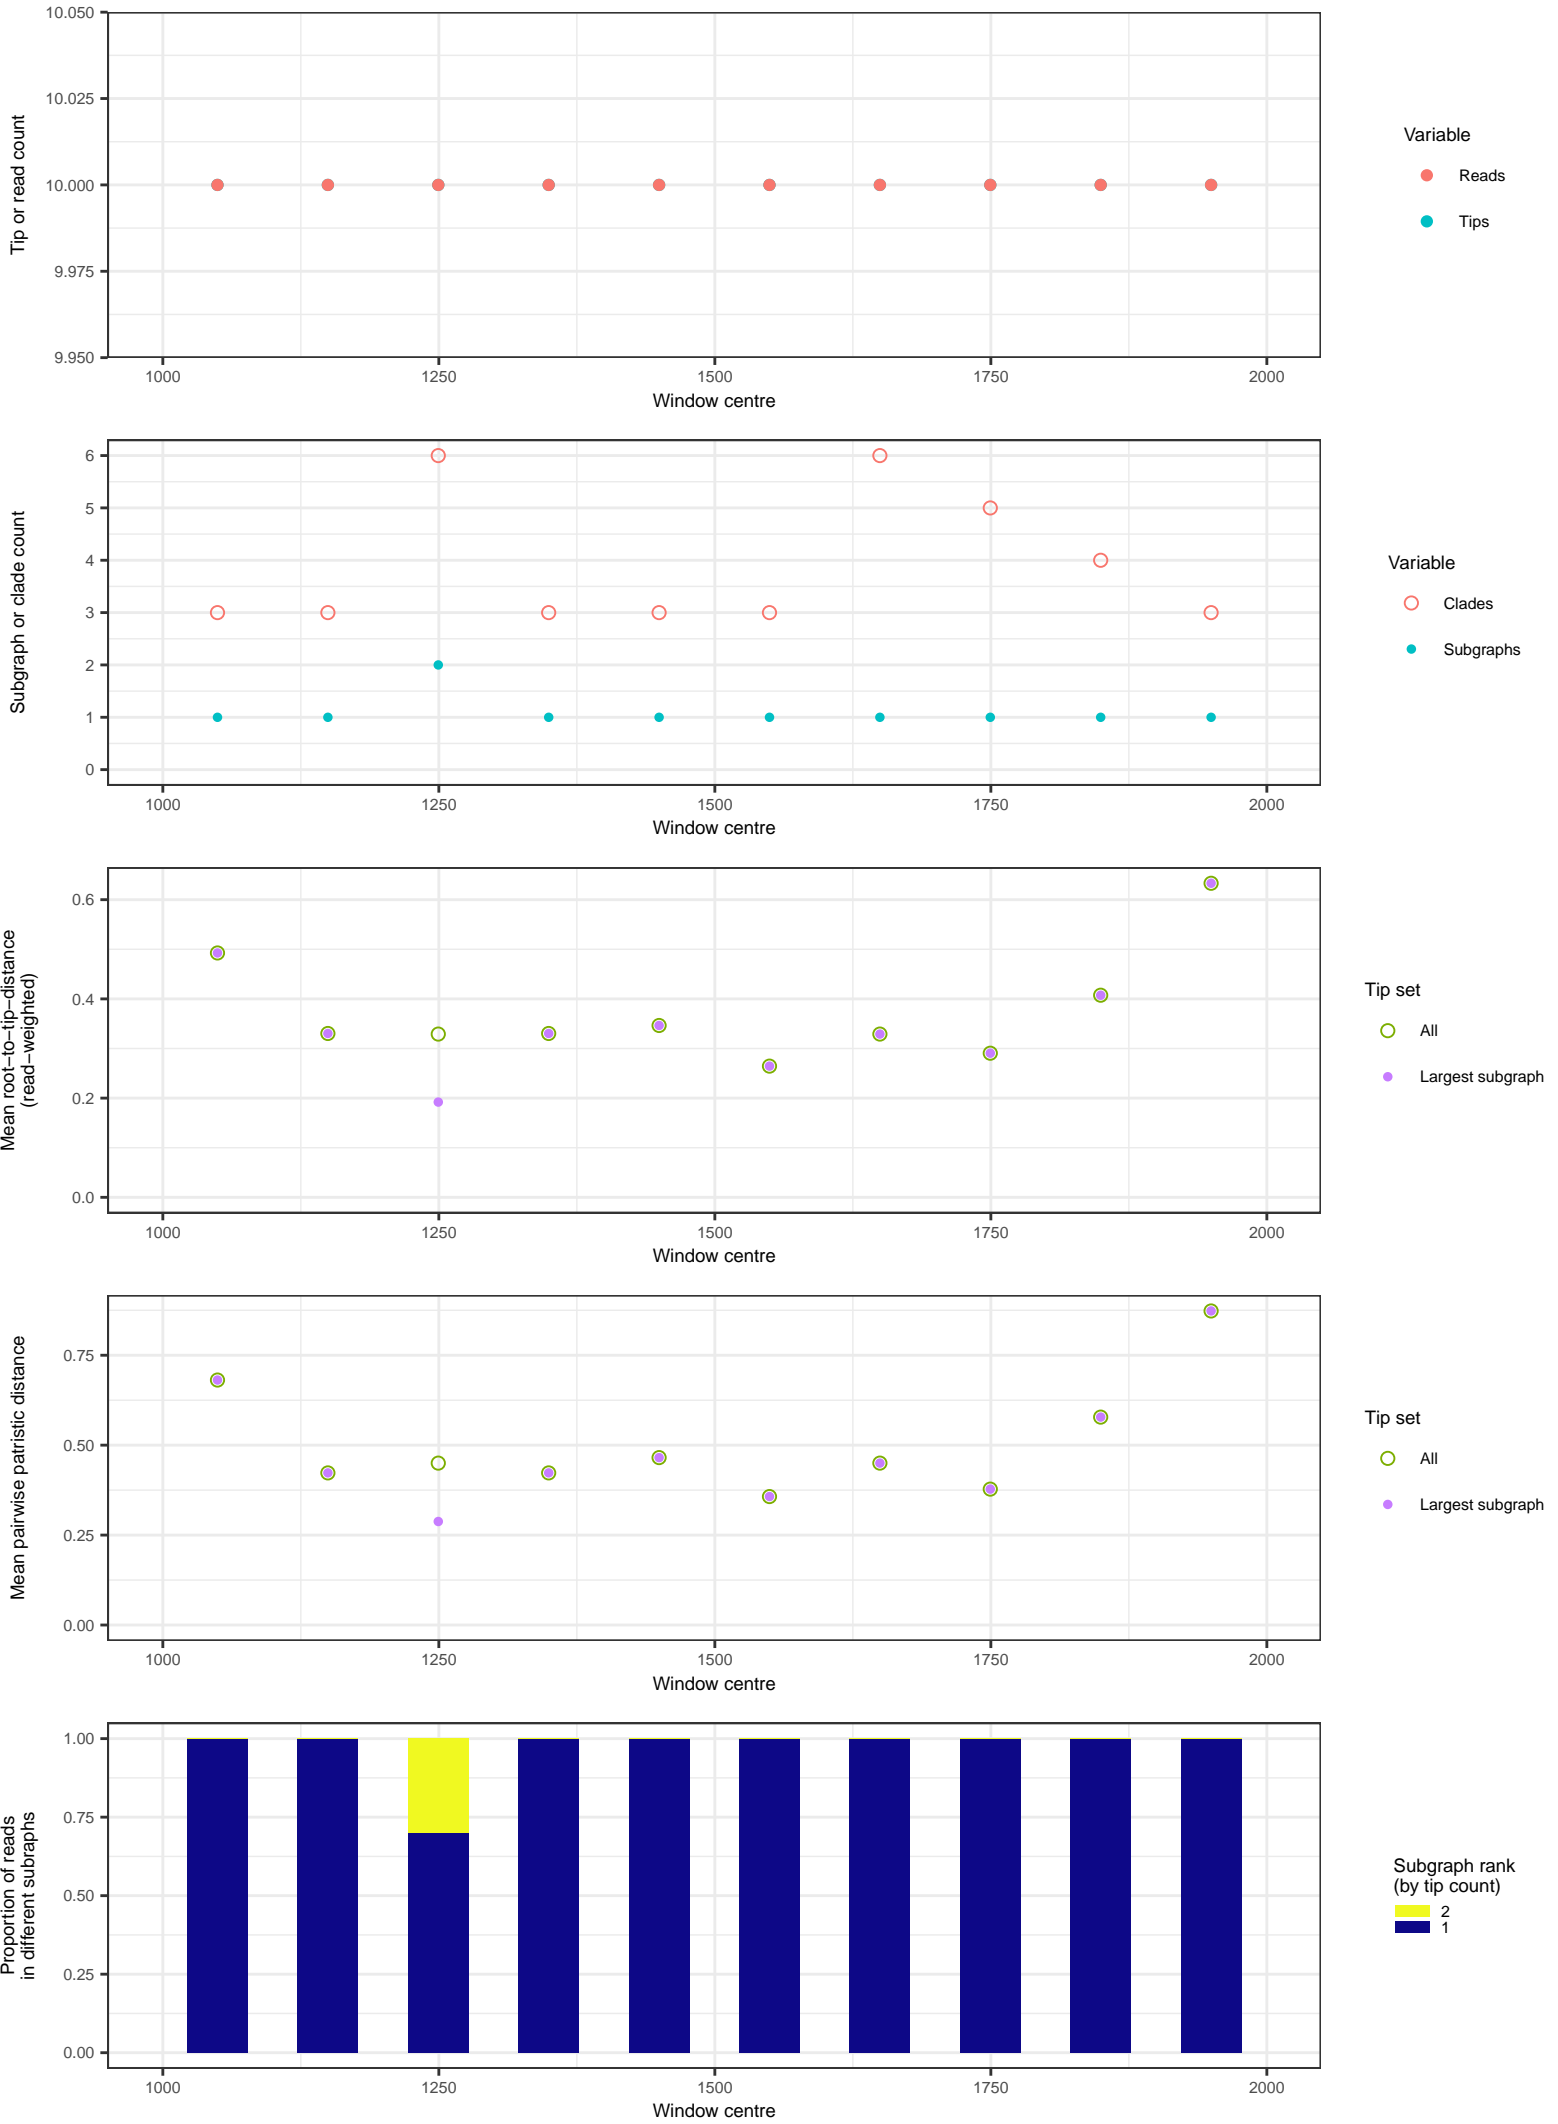 10.050
10.025
10.000
9.975
9.950
Tip or read count
1000 1250 1500 1750 2000
Window centre
Variable
Reads
Tips
6
5
4
3
2
1
0
Subgraph or clade count
1000 1250 1500 1750 2000
Window centre
Variable
Clades
Subgraphs
0.6
0.4
0.2
0.0
Mean root−to−tip−distance
(read−weighted)
1000 1250 1500 1750 2000
Window centre
Tip set
All
Largest subgraph
0.75
0.50
0.25
0.00
Mean pairwise patristic distance
1000 1250 1500 1750 2000
Window centre
Tip set
All
Largest subgraph
1.00
0.75
0.50
0.25
0.00
Proportion of reads
in different subraphs
1000 1250 1500 1750 2000
Window centre
Subgraph rank
(by tip count)
2
1